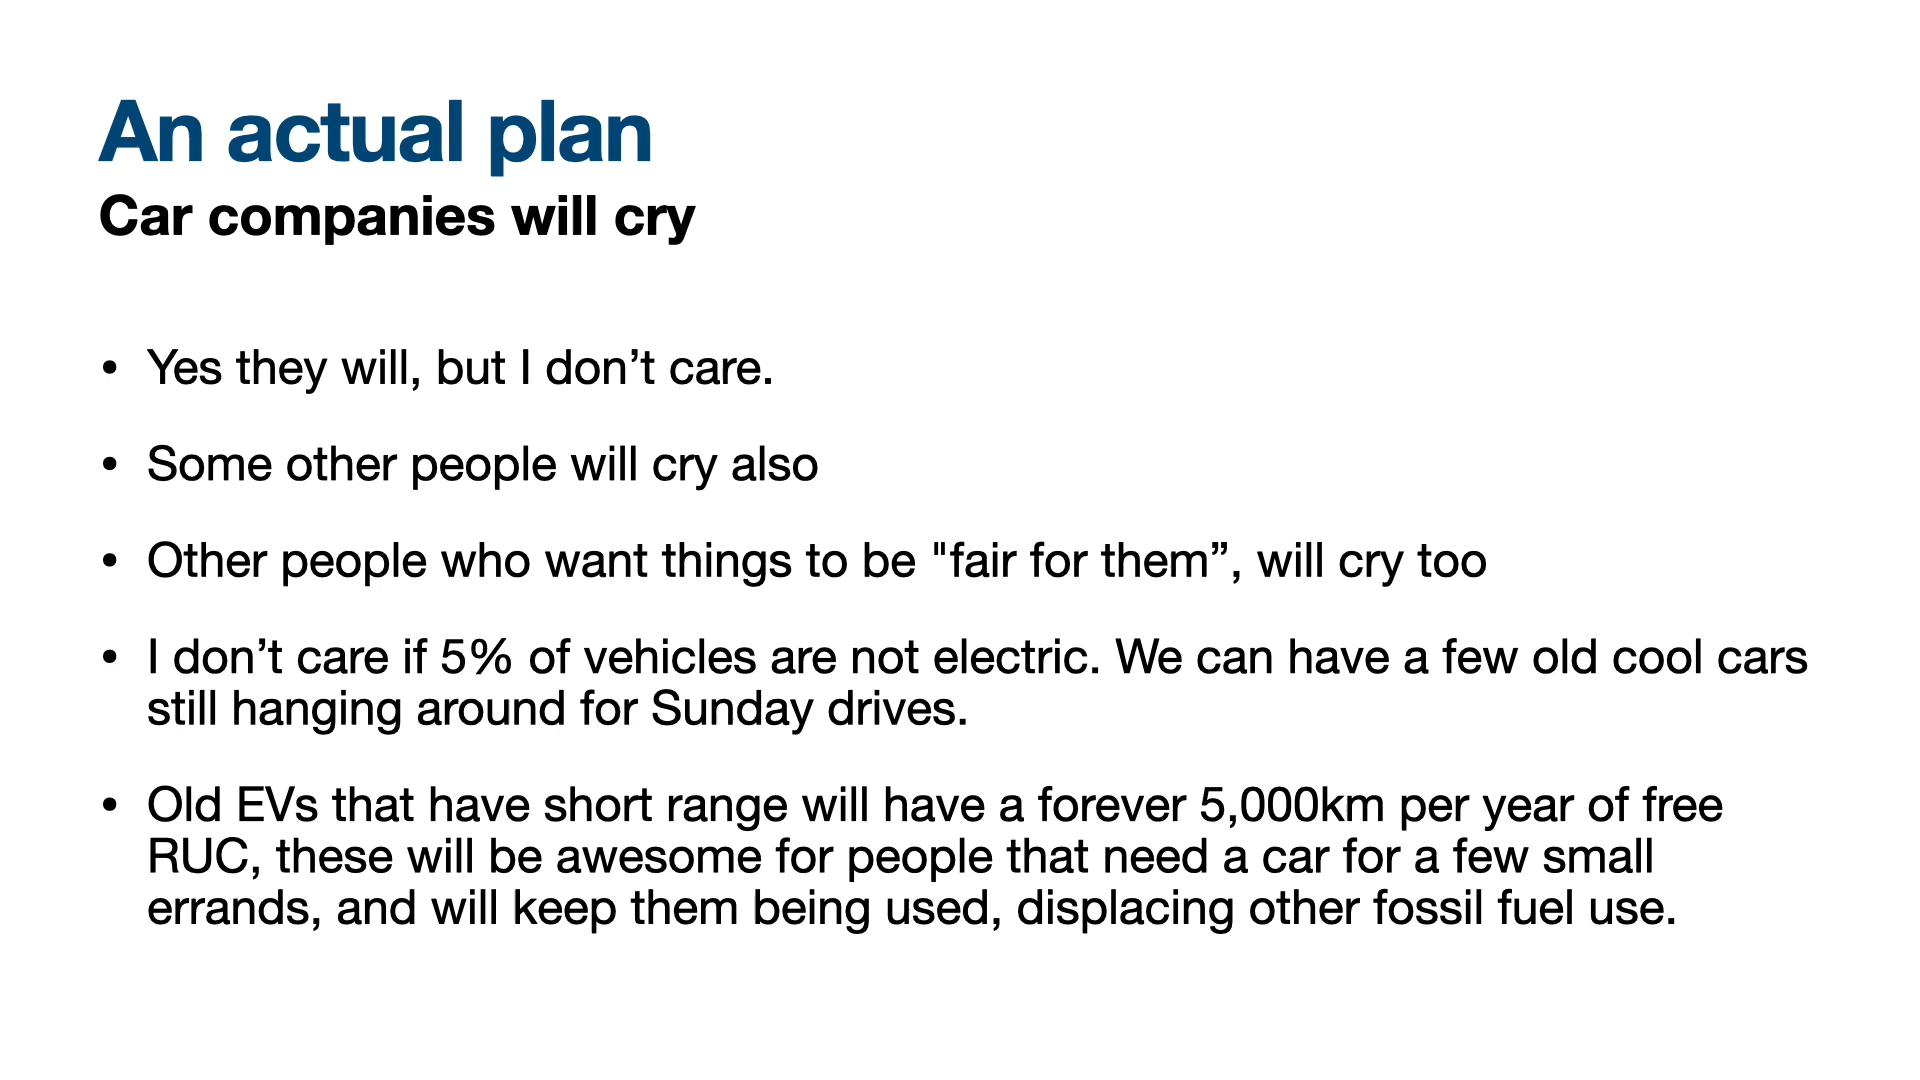 An actual plan
Car companies will cry
• Yes they will, but I don’t care.
• Some other people will cry also
• Other people who want things to be "fair for them”, will cry too
• I don’t care if 5% of vehicles are not electric. We can have a few old cool cars
still hanging around for Sunday drives.
• Old EVs that have short range will have a forever 5,000km per year of free
RUC, these will be awesome for people that need a car for a few small
errands, and will keep them being used, displacing other fossil fuel use.